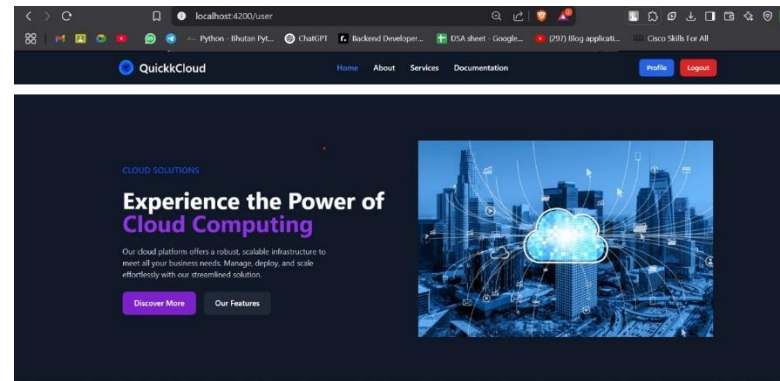 localhost:4200/user
Python - Bhutan Pyt...
ChatGPT
Backend Developer...
DSA sheet - Google...
(297) Blog applicati...
Cisco Skills For All
QuickkCloud
Home
About
Services
Documentation
Profile
Logout
CLOUD SOLUTIONS
Experience the Power of
Cloud Computing
Our cloud platform offers a robust, scalable infrastructure to
meet all your business needs. Manage, deploy, and scale
effortlessly with our streamlined solution.
Discover More
Our Features